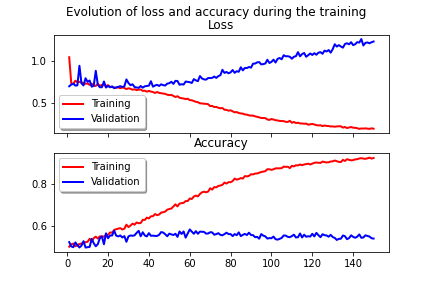 Evolution of loss and accuracy during the training
Loss
1.0
0.5
Training
Validation
Accuracy
0.8
0.6
Training
Validation
0 20 40 60 80 100 120 140